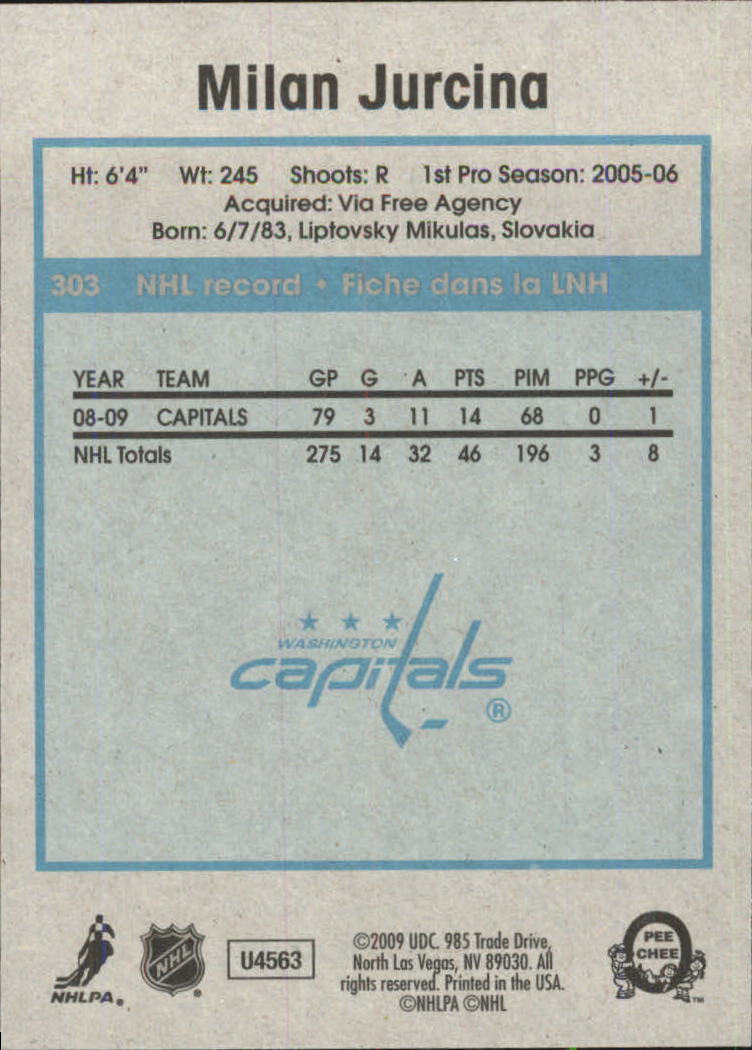 Milan Jurcina
Ht: 6'4" Wt: 245 Shoots: R 1st Pro Season: 2005-06
Acquired: Via Free Agency
Born: 6/7/83, Liptovsky Mikulas, Slovakia
303 NHL record • Fiche dans la LNH
YEAR TEAM GP G A PTS PIM PPG +/-
08-09 CAPITALS 79 3 11 14 68 0 1
NHL Totals 275 14 32 46 196 3 8
WASHINGTON
capitals
®
NHLPA®
NHL®
U4563
©2009 UDC. 985 Trade Drive,
North Las Vegas, NV 89030. All
rights reserved. Printed in the USA.
©NHLPA ©NHL
O
PEE
CHEE
™